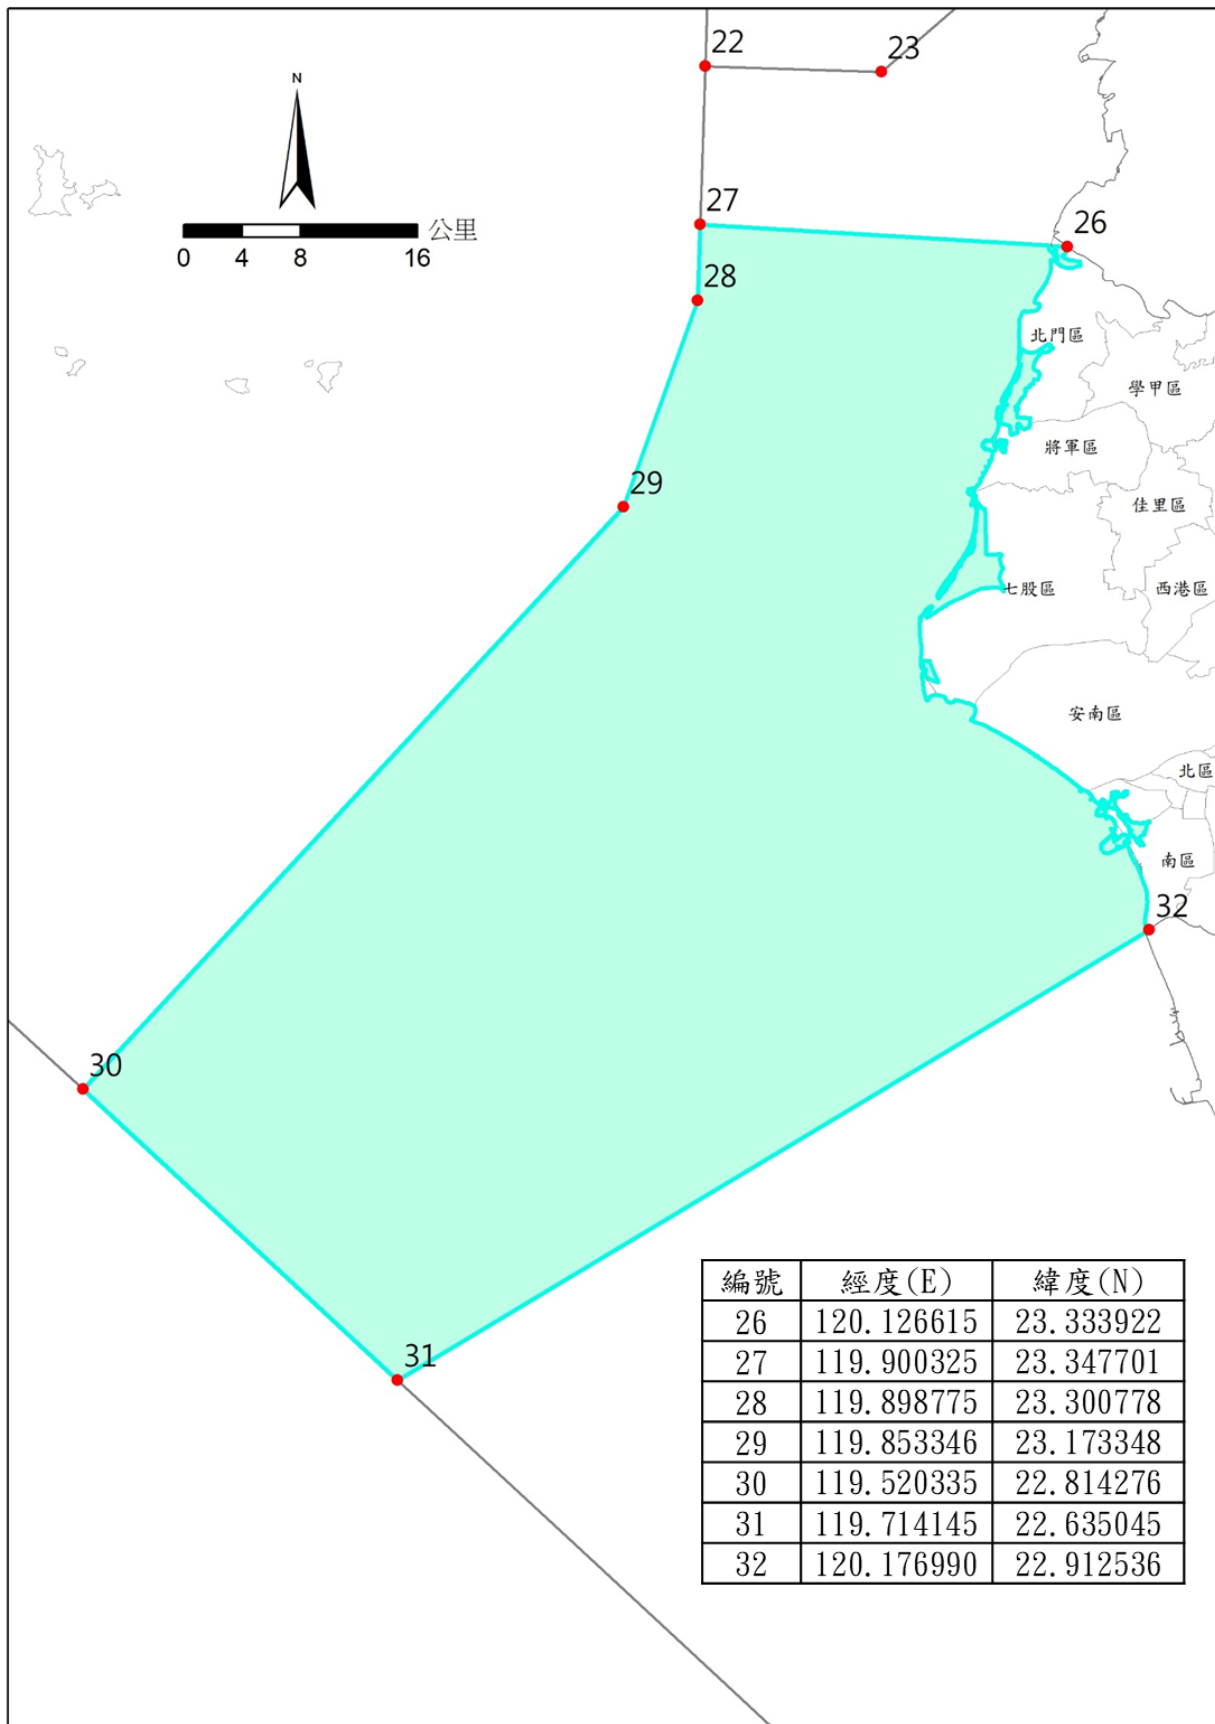 22
23
N
公里
0 4 8 16
27
26
28
北門區
學甲區
將軍區
29
佳里區
七股區
西港區
安南區
北區
南區
32
30
31
編號 經度(E) 緯度(N)
26 120.126615 23.333922
27 119.900325 23.347701
28 119.898775 23.300778
29 119.853346 23.173348
30 119.520335 22.814276
31 119.714145 22.635045
32 120.176990 22.912536